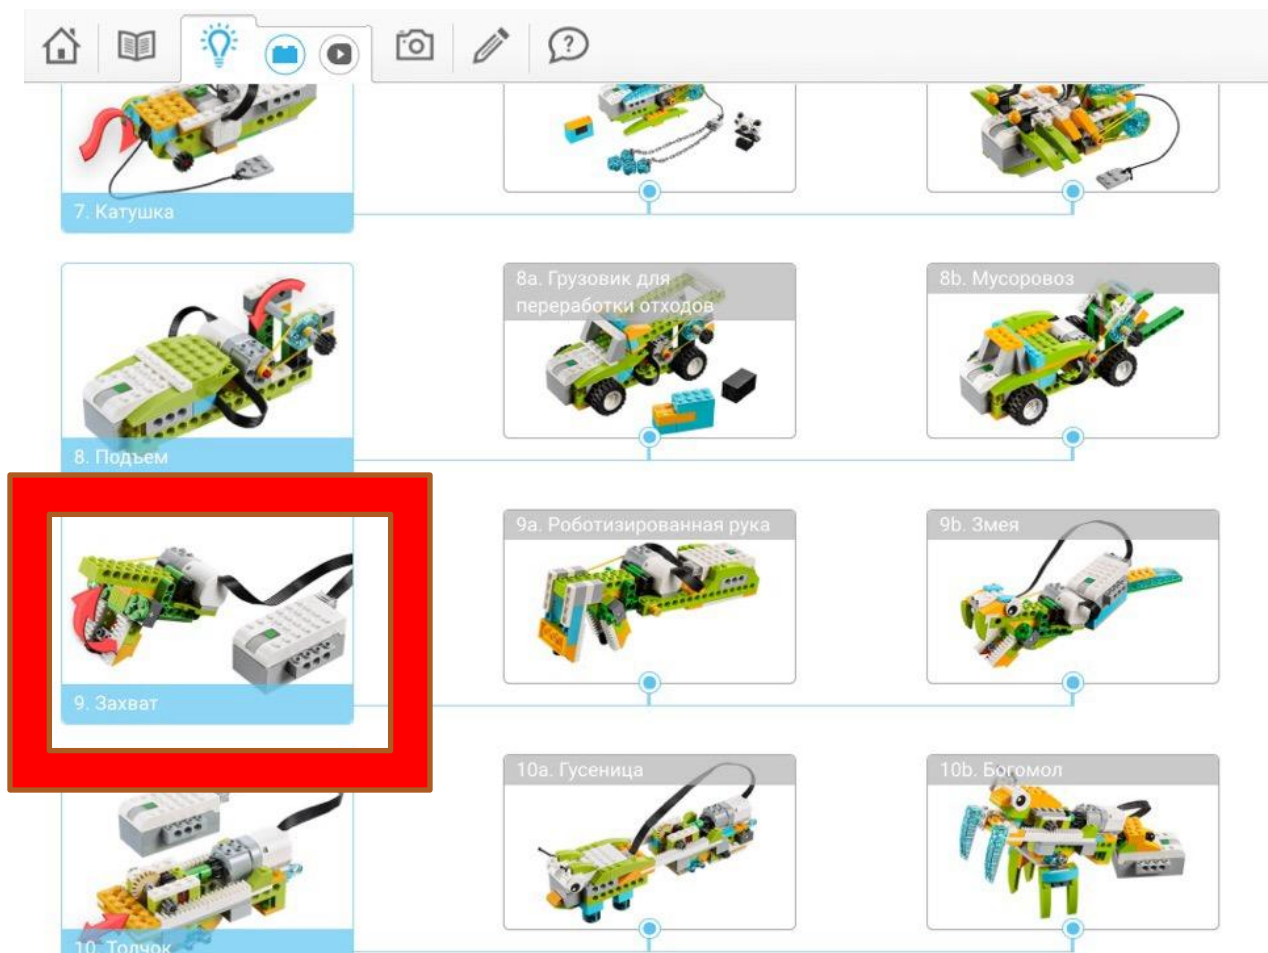 7. Катушка
8. Подъем
8a. Грузовик для
переработки отходов
8b. Мусоровоз
9. Захват
9a. Роботизированная рука
9b. Змея
10. Толчок
10a. Гусеница
10b. Богомол